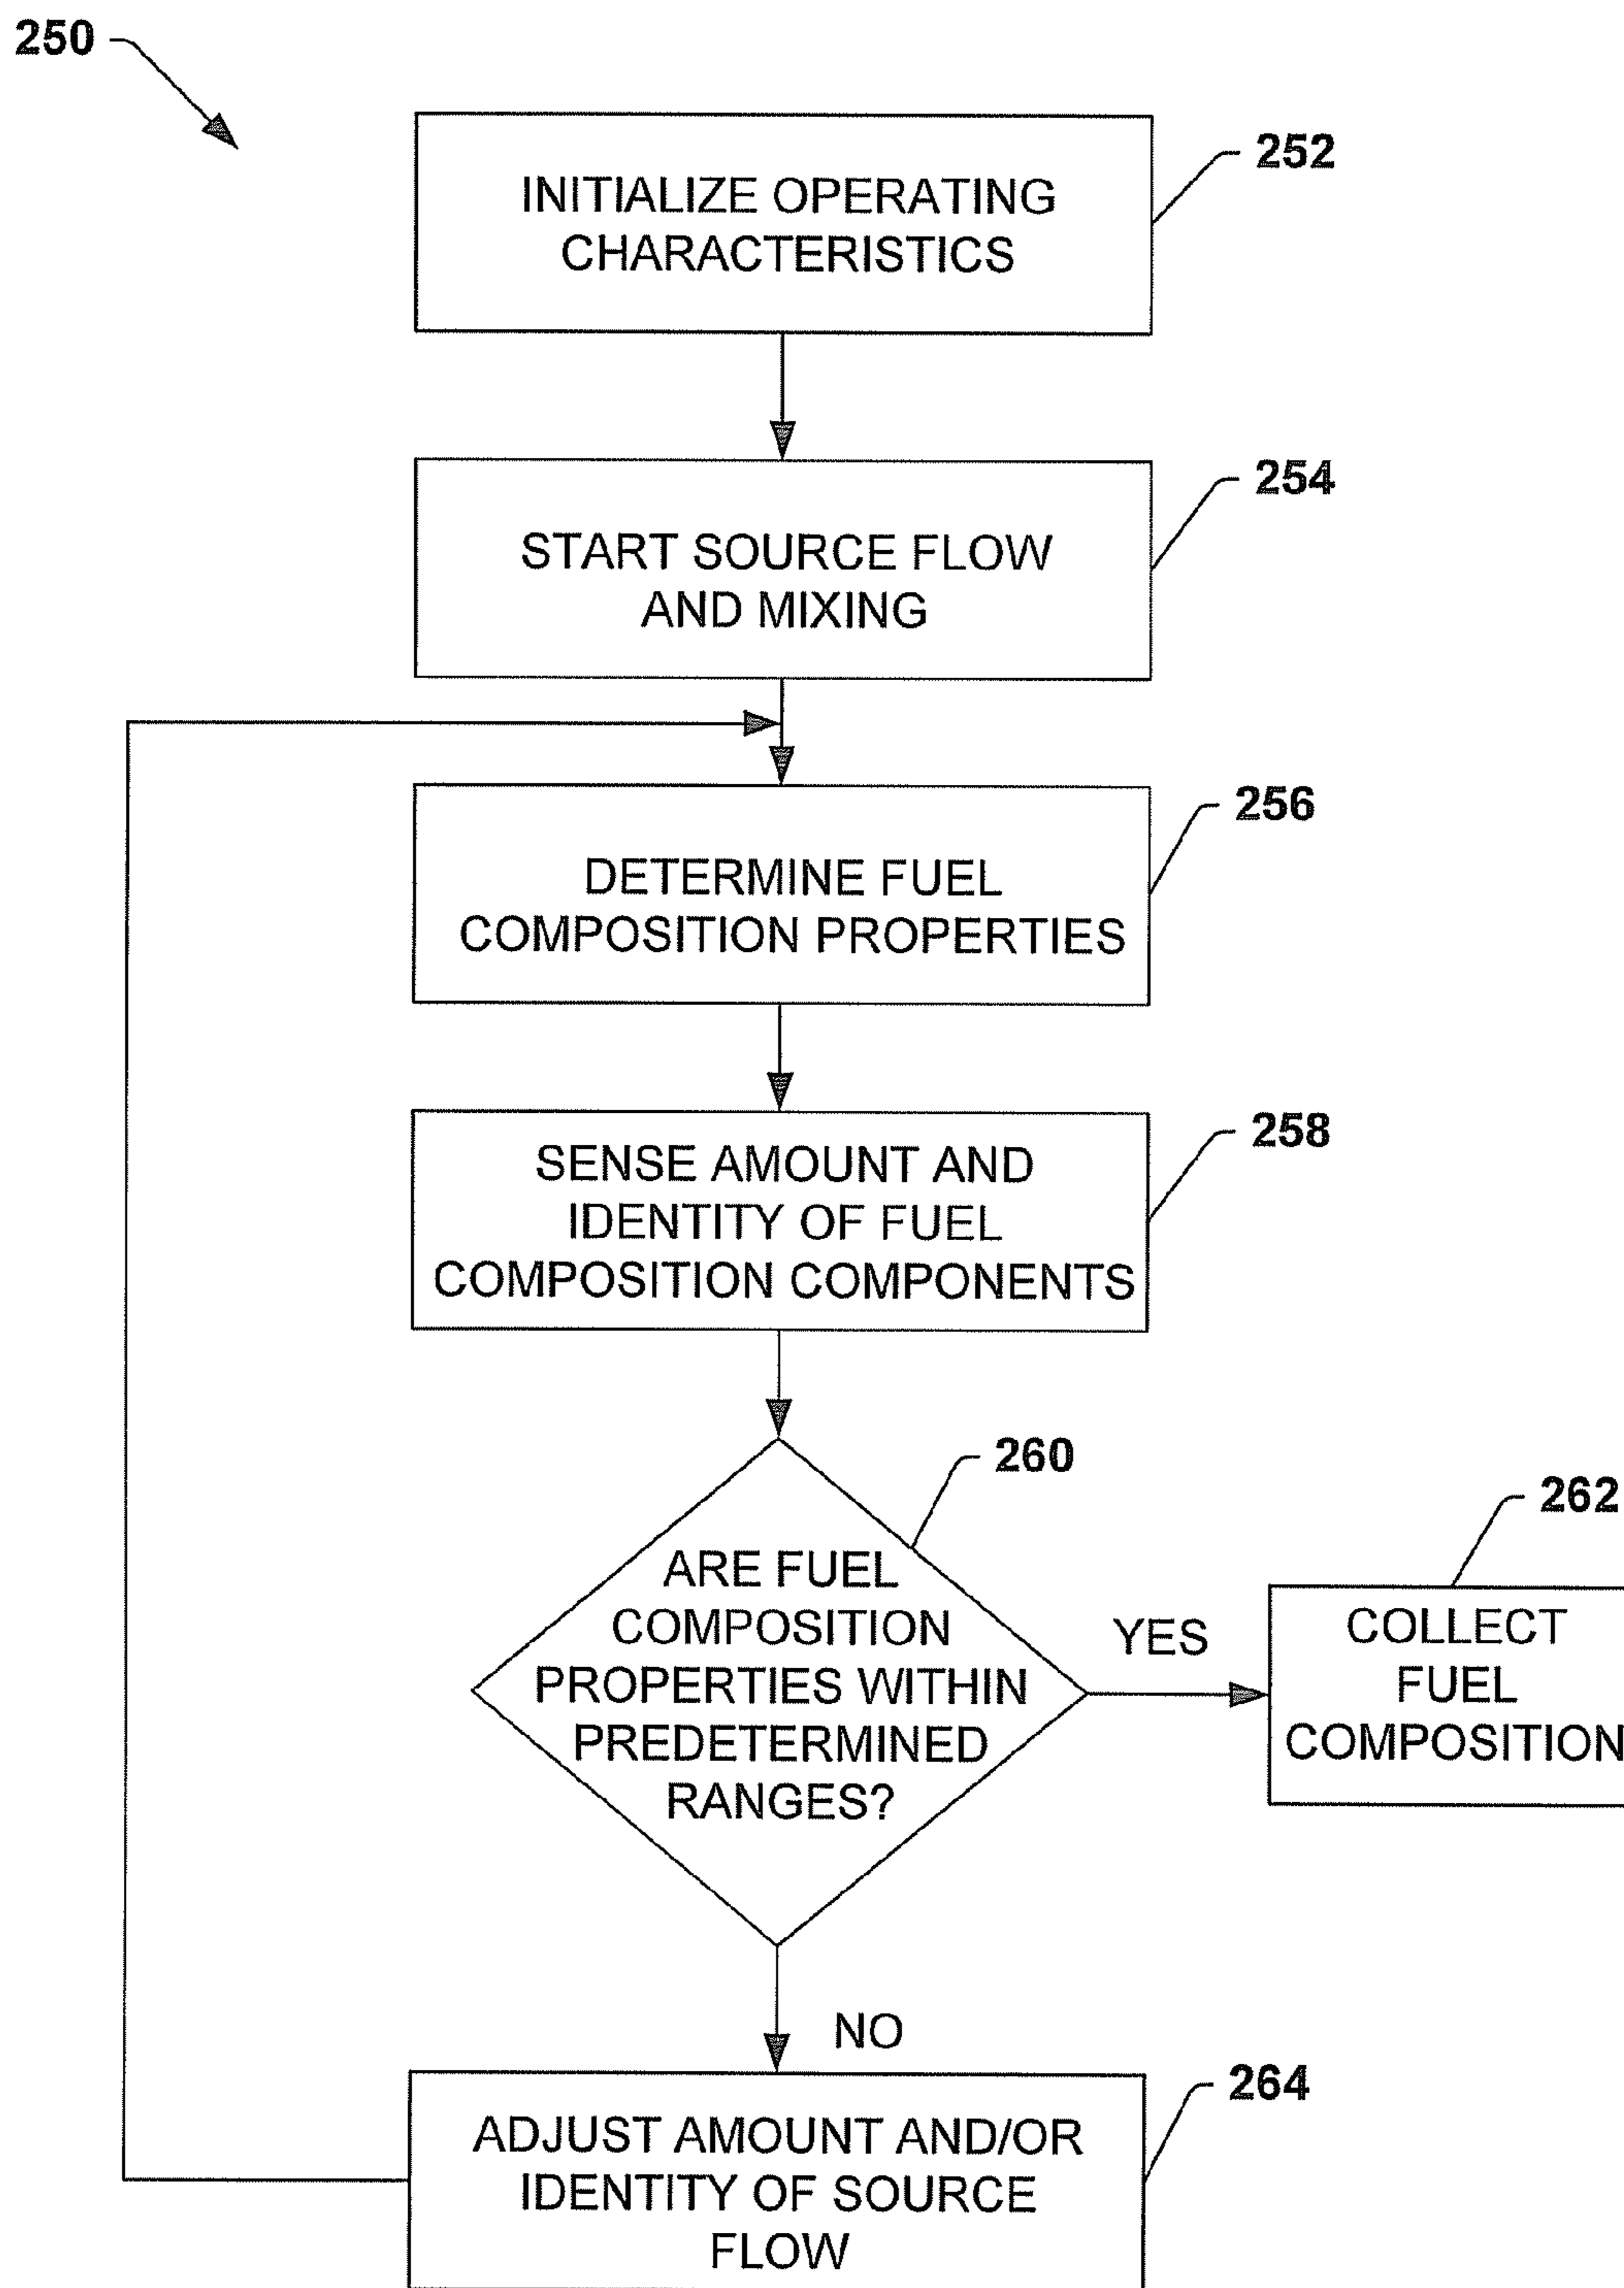 250
INITIALIZE OPERATING
CHARACTERISTICS
252
START SOURCE FLOW
AND MIXING
254
DETERMINE FUEL
COMPOSITION PROPERTIES
256
SENSE AMOUNT AND
IDENTITY OF FUEL
COMPOSITION COMPONENTS
258
ARE FUEL
COMPOSITION
PROPERTIES WITHIN
PREDETERMINED
RANGES?
260
YES
COLLECT
FUEL
COMPOSITION
262
NO
ADJUST AMOUNT AND/OR
IDENTITY OF SOURCE
FLOW
264